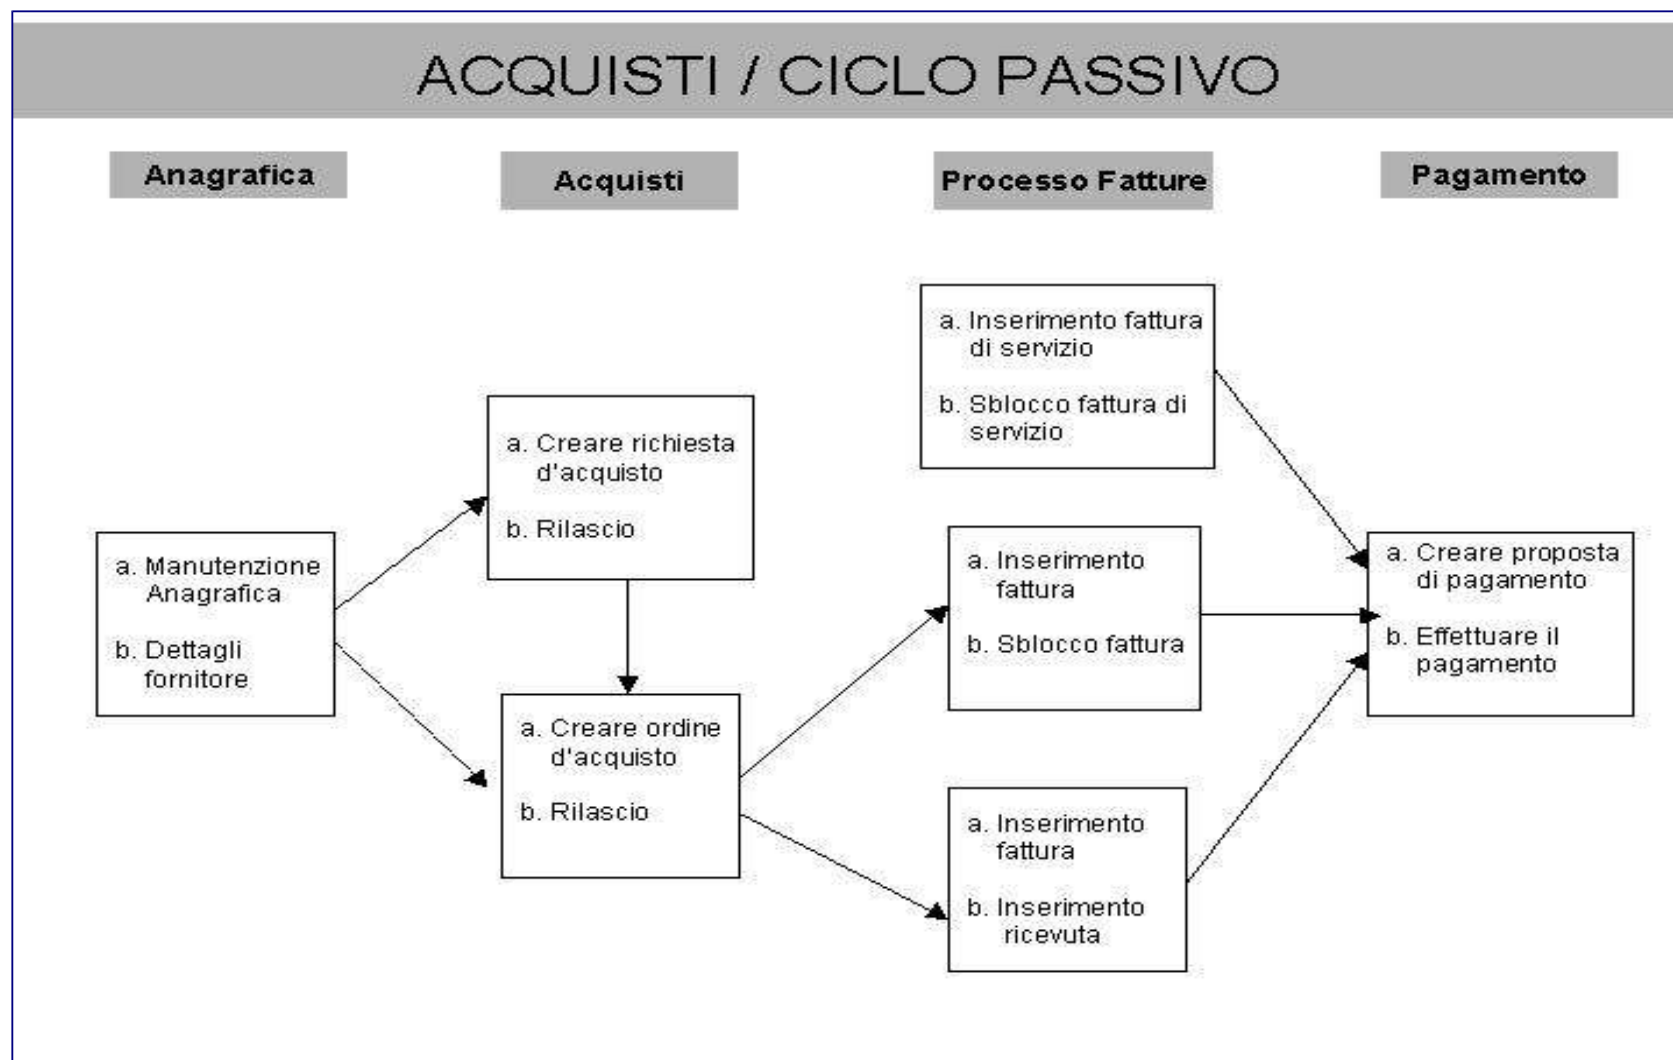 ACQUISTI / CICLO PASSIVO
Anagrafica
Acquisti
Processo Fatture
Pagamento
a. Manutenzione
Anagrafica
b. Dettagli
fornitore
a. Creare richiesta
d'acquisto
b. Rilascio
a. Creare ordine
d'acquisto
b. Rilascio
a. Inserimento fattura
di servizio
b. Sblocco fattura di
servizio
a. Inserimento
fattura
b. Sblocco fattura
a. Inserimento
fattura
b. Inserimento
ricevuta
a. Creare proposta
di pagamento
b. Effettuare il
pagamento